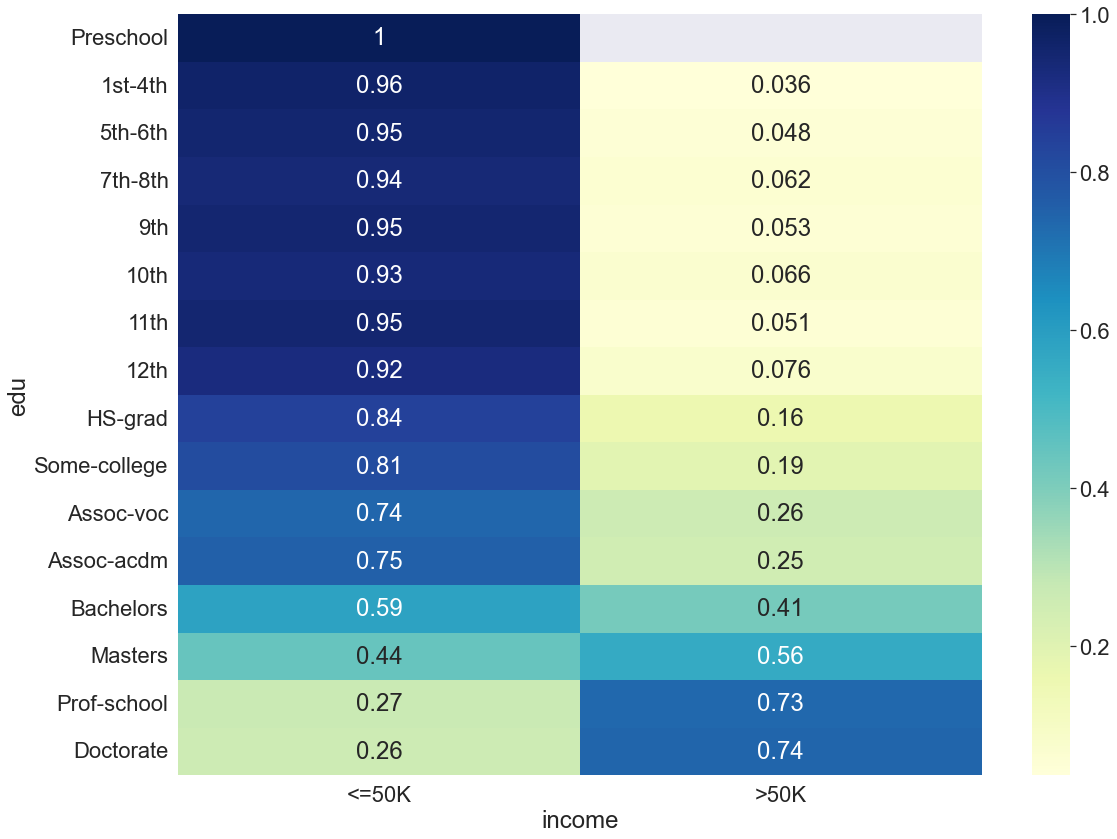 Preschool 1 1.0
1st-4th 0.96 0.036
5th-6th 0.95 0.048
7th-8th 0.94 0.062 0.8
9th 0.95 0.053
10th 0.93 0.066
11th 0.95 0.051 0.6
12th 0.92 0.076
edu
HS-grad 0.84 0.16
Some-college 0.81 0.19 0.4
Assoc-voc 0.74 0.26
Assoc-acdm 0.75 0.25
Bachelors 0.59 0.41
Masters 0.44 0.56 0.2
Prof-school 0.27 0.73
Doctorate 0.26 0.74
<=50K >50K
income